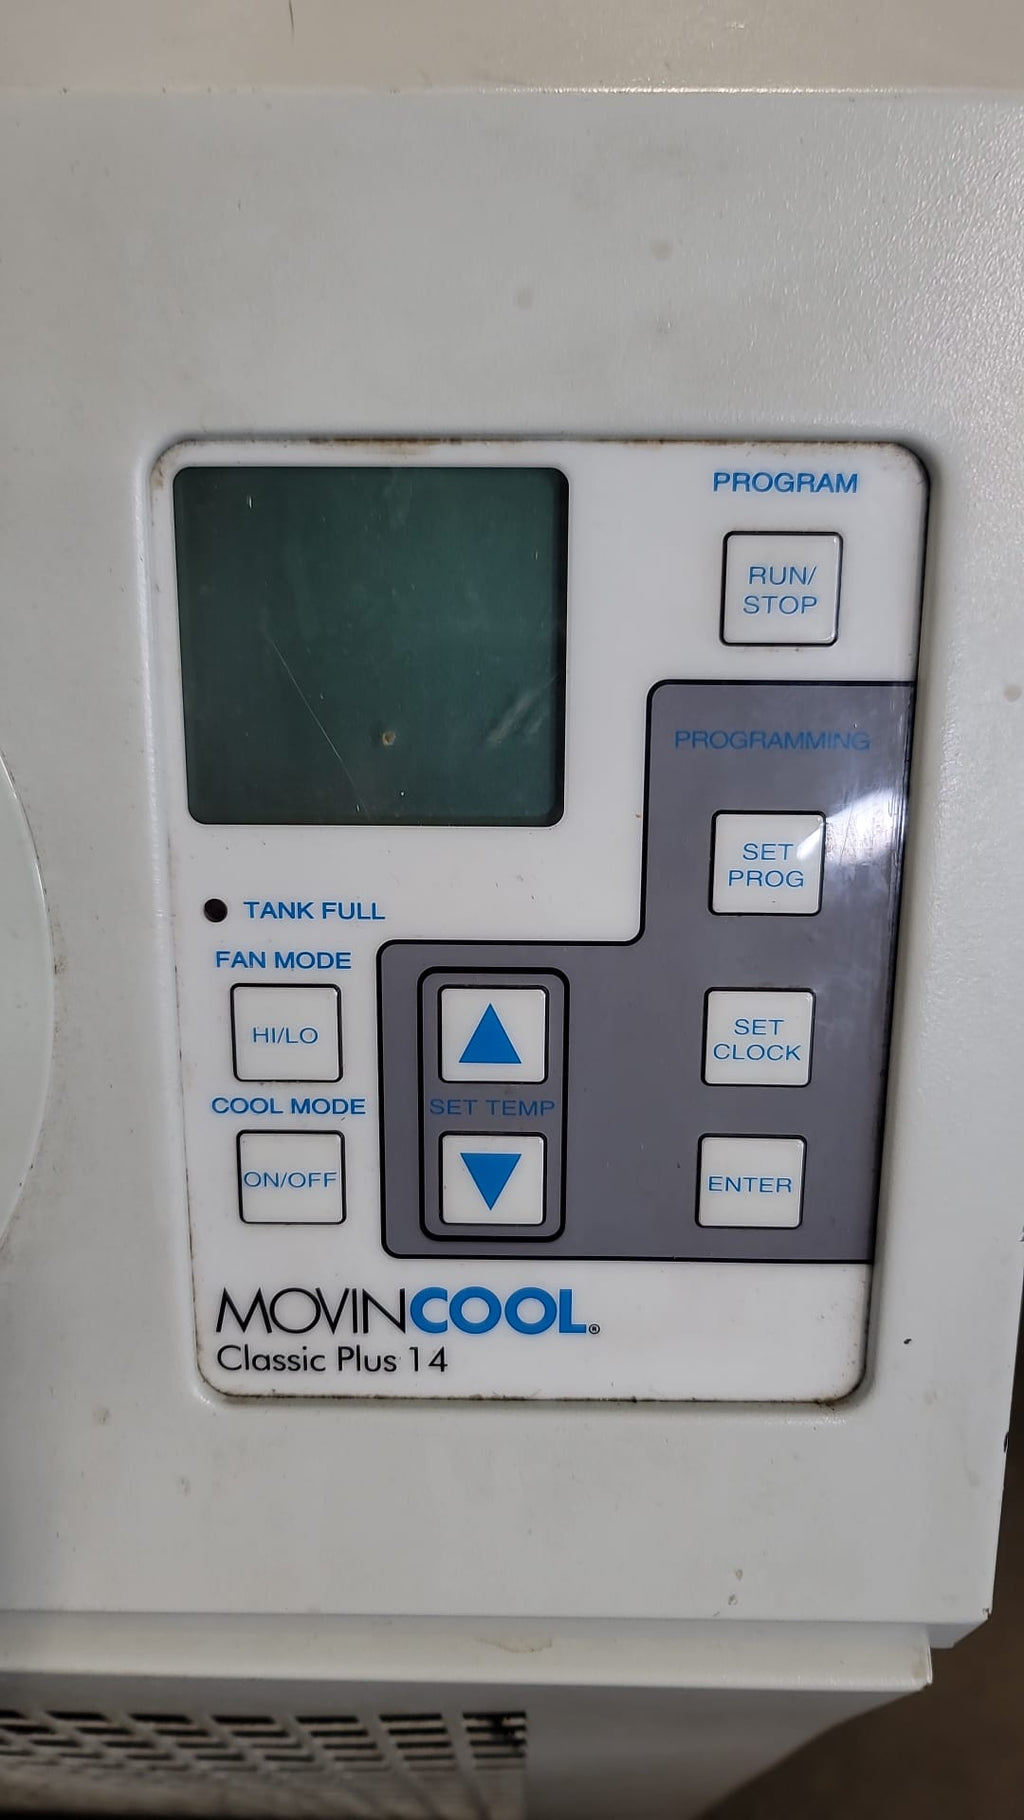 PROGRAM
RUN/
STOP
PROGRAMMING
SET
PROG
TANK FULL
FAN MODE
HI/LO
SET
CLOCK
COOL MODE
SET TEMP
ON/OFF
ENTER
MOVINCOOL®
Classic Plus 14